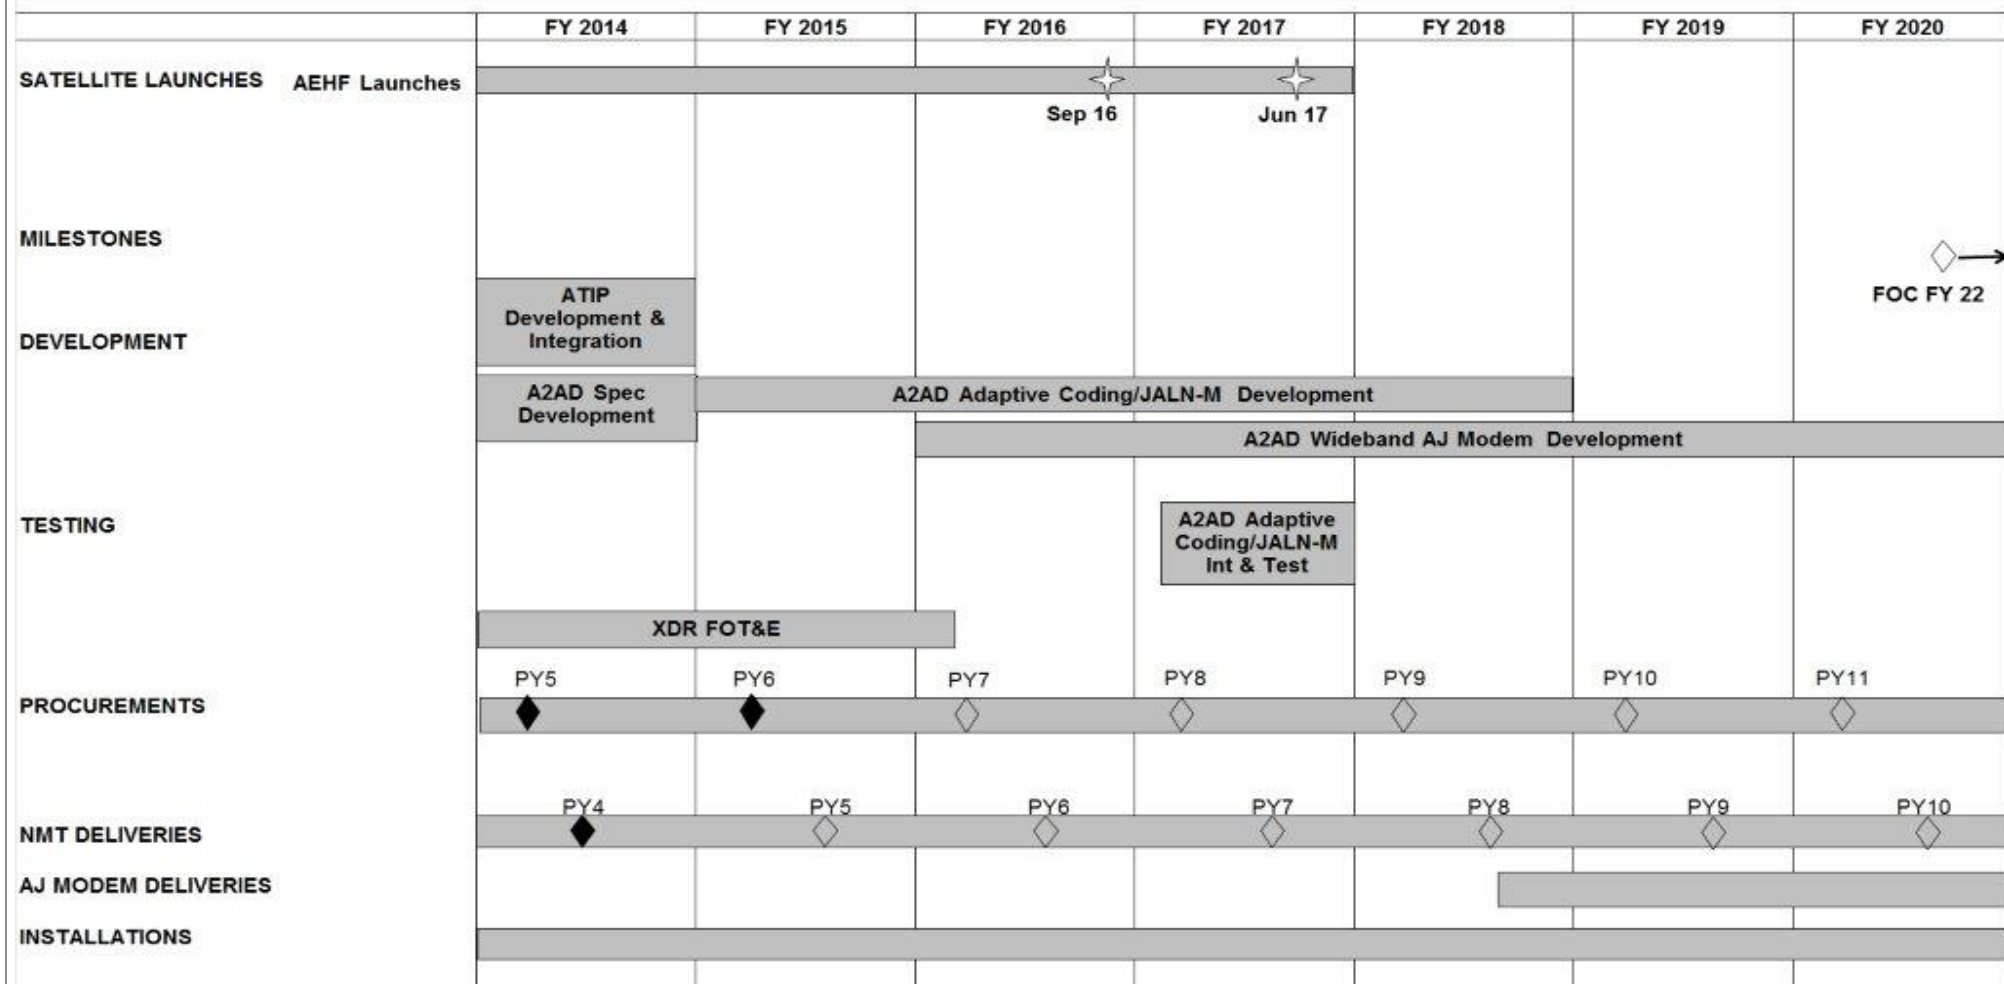 FY 2014 FY 2015 FY 2016 FY 2017 FY 2018 FY 2019 FY 2020
SATELLITE LAUNCHES AEHF Launches
Sep 16 Jun 17
MILESTONES
FOC FY 22
ATIP
Development &
Integration
DEVELOPMENT
A2AD Spec
Development
A2AD Adaptive Coding/JALN-M Development
A2AD Wideband AJ Modem Development
TESTING
A2AD Adaptive
Coding/JALN-M
Int & Test
XDR FOT&E
PY5 PY6 PY7 PY8 PY9 PY10 PY11
PROCUREMENTS
PY4 PY5 PY6 PY7 PY8 PY9 PY10
NMT DELIVERIES
AJ MODEM DELIVERIES
INSTALLATIONS